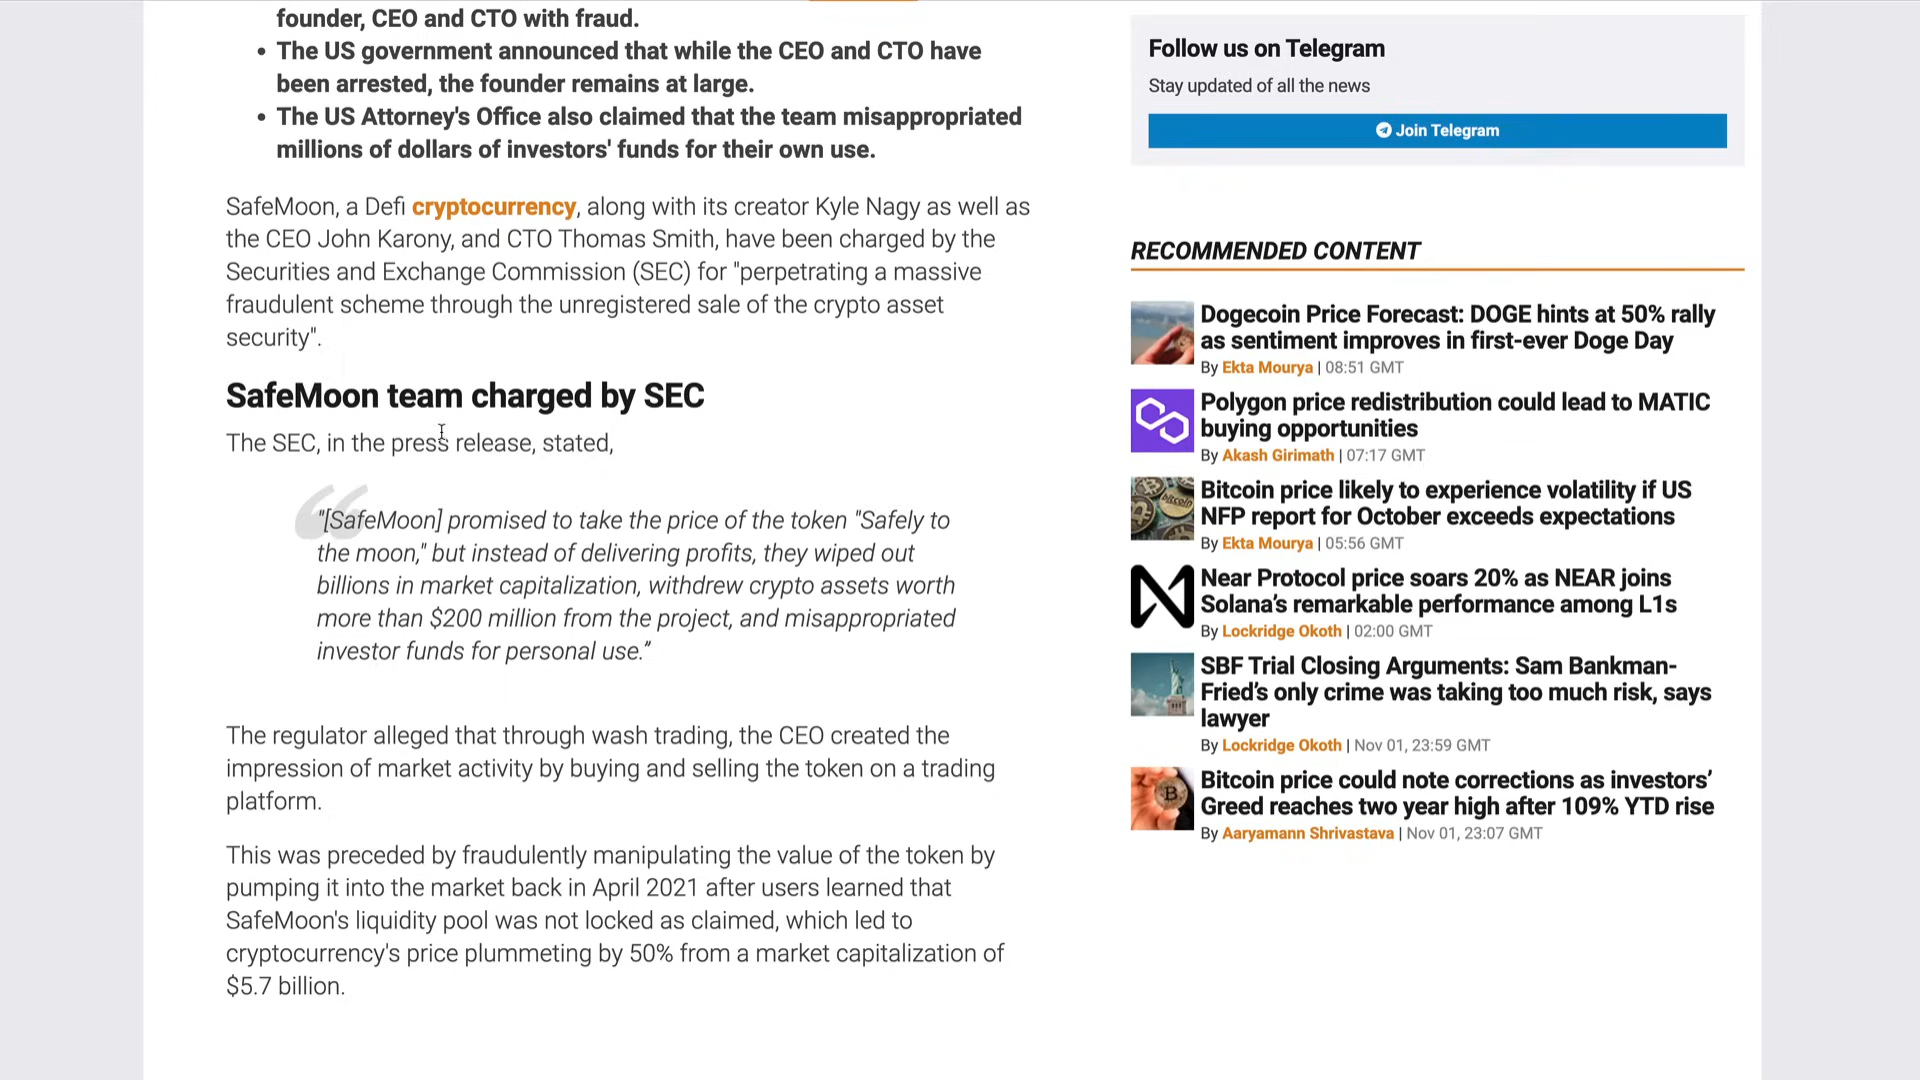 founder, CEO and CTO with fraud.
• The US government announced that while the CEO and CTO have
been arrested, the founder remains at large.
• The US Attorney's Office also claimed that the team misappropriated
millions of dollars of investors' funds for their own use.
SafeMoon, a Defi cryptocurrency, along with its creator Kyle Nagy as well as
the CEO John Karony, and CTO Thomas Smith, have been charged by the
Securities and Exchange Commission (SEC) for "perpetrating a massive
fraudulent scheme through the unregistered sale of the crypto asset
security".
SafeMoon team charged by SEC
The SEC, in the press release, stated,
"[SafeMoon] promised to take the price of the token "Safely to
the moon," but instead of delivering profits, they wiped out
billions in market capitalization, withdrew crypto assets worth
more than $200 million from the project, and misappropriated
investor funds for personal use.”
The regulator alleged that through wash trading, the CEO created the
impression of market activity by buying and selling the token on a trading
platform.
This was preceded by fraudulently manipulating the value of the token by
pumping it into the market back in April 2021 after users learned that
SafeMoon's liquidity pool was not locked as claimed, which led to
cryptocurrency's price plummeting by 50% from a market capitalization of
$5.7 billion.
Follow us on Telegram
Stay updated of all the news
Join Telegram
RECOMMENDED CONTENT
Dogecoin Price Forecast: DOGE hints at 50% rally
as sentiment improves in first-ever Doge Day
By Ekta Mourya | 08:51 GMT
Polygon price redistribution could lead to MATIC
buying opportunities
By Akash Girimath | 07:17 GMT
Bitcoin price likely to experience volatility if US
NFP report for October exceeds expectations
By Ekta Mourya | 05:56 GMT
Near Protocol price soars 20% as NEAR joins
Solana’s remarkable performance among L1s
By Lockridge Okoth | 02:00 GMT
SBF Trial Closing Arguments: Sam Bankman-
Fried’s only crime was taking too much risk, says
lawyer
By Lockridge Okoth | Nov 01, 23:59 GMT
Bitcoin price could note corrections as investors’
Greed reaches two year high after 109% YTD rise
By Aaryamann Shrivastava | Nov 01, 23:07 GMT